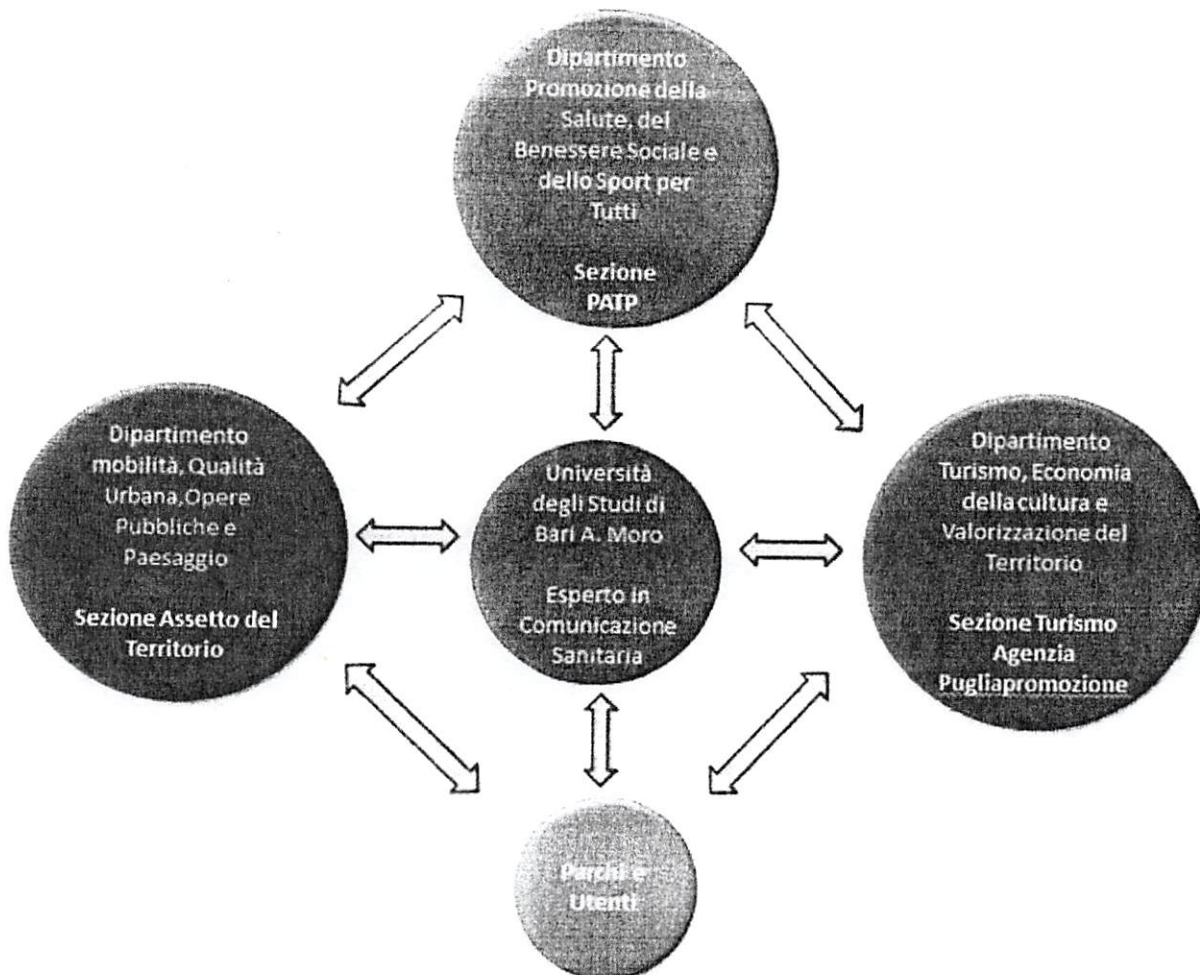 Dipartimento
Promozione della
Salute, del
Benessere Sociale e
dello Sport per
Tutti
Sezione
PATP
Dipartimento
mobilità, Qualità
Urbana,Opere
Pubbliche e
Paesaggio
Sezione Assetto del
Territorio
Università
degli Studi di
Bari A. Moro
Esperto in
Comunicazione
Sanitaria
Dipartimento
Turismo, Economia
della cultura e
Valorizzazione del
Territorio
Sezione Turismo
Agenzia
Pugliapromozione
Parchi e
Utenti